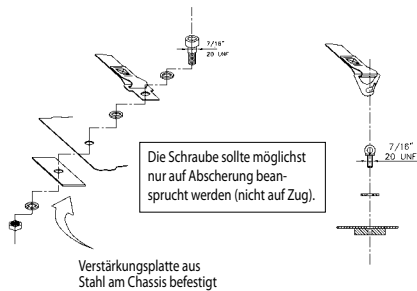 7/16"
20 UNF
7/16"
20 UNF
Die Schraube sollte möglichst
nur auf Abscherung bean-
sprucht werden (nicht auf Zug).
Verstärkungsplatte aus
Stahl am Chassis befestigt